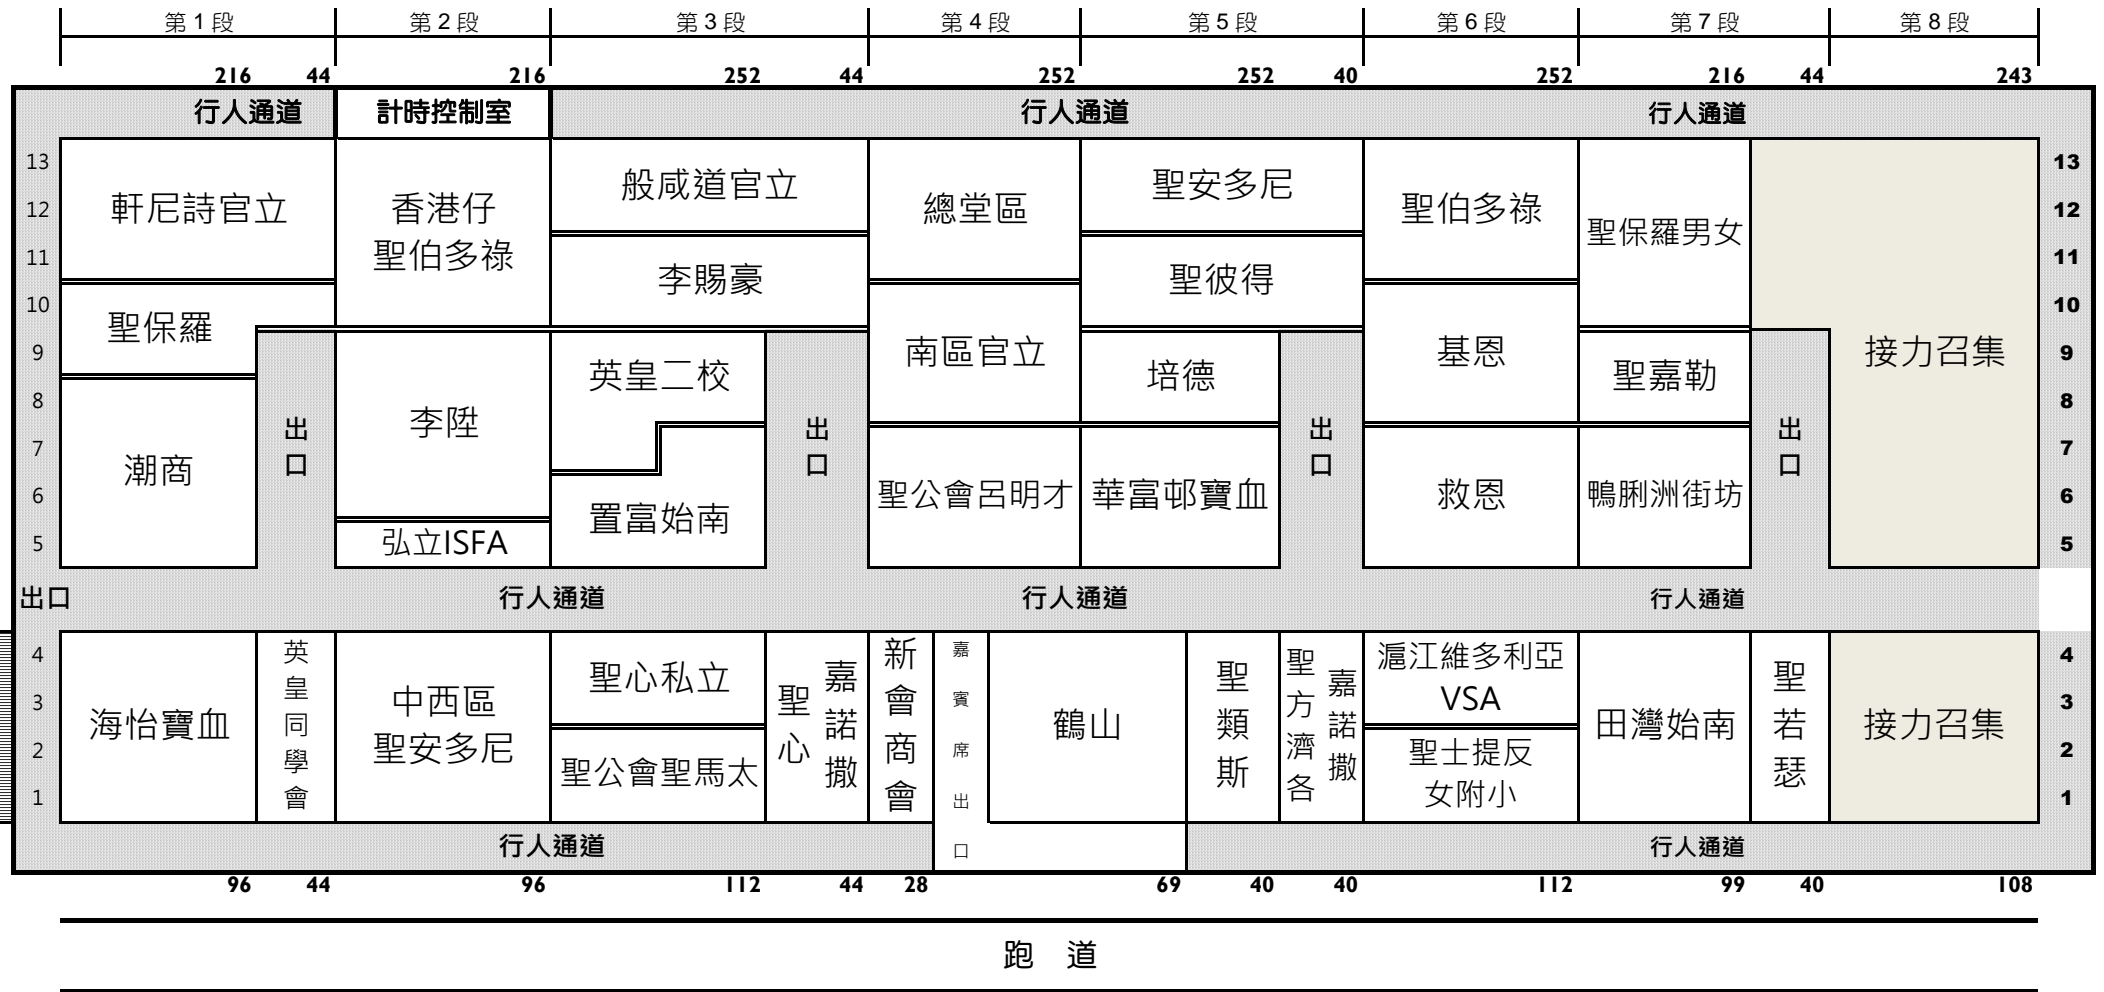 第 1 段 第 2 段 第 3 段 第 4 段 第 5 段 第 6 段 第 7 段 第 8 段
216 44 216 252 44 252 252 40 252 216 44 243
行人通道 計時控制室 行人通道 行人通道
13 13
般咸道官立 聖安多尼
12 軒尼詩官立 香港仔 總堂區 聖伯多祿 12
聖保羅男女
聖伯多祿
11 11
李賜豪 聖彼得
10 10
聖保羅
9 南區官立 基恩 接力召集 9
英皇二校 培德 聖嘉勒
8 8
李陞
出口 出口 出口 出口
7 7
潮商
6 聖公會呂明才 華富邨寶血 救恩 鴨脷洲街坊 6
置富始南
5 弘立ISFA 5
出口 行人通道 行人通道 行人通道
4 4
3 3
2 2
1 1
海怡寶血
英皇同學會
中西區
聖安多尼
聖心私立
聖公會聖馬太
嘉諾撒
聖心
新會商會
嘉賓席出口
鶴山
聖類斯
嘉諾撒
聖方濟各
滬江維多利亞
VSA
聖士提反
女附小
田灣始南
聖若瑟
接力召集
行人通道 行人通道
96 44 96 112 44 28 69 40 40 112 99 40 108
跑 道